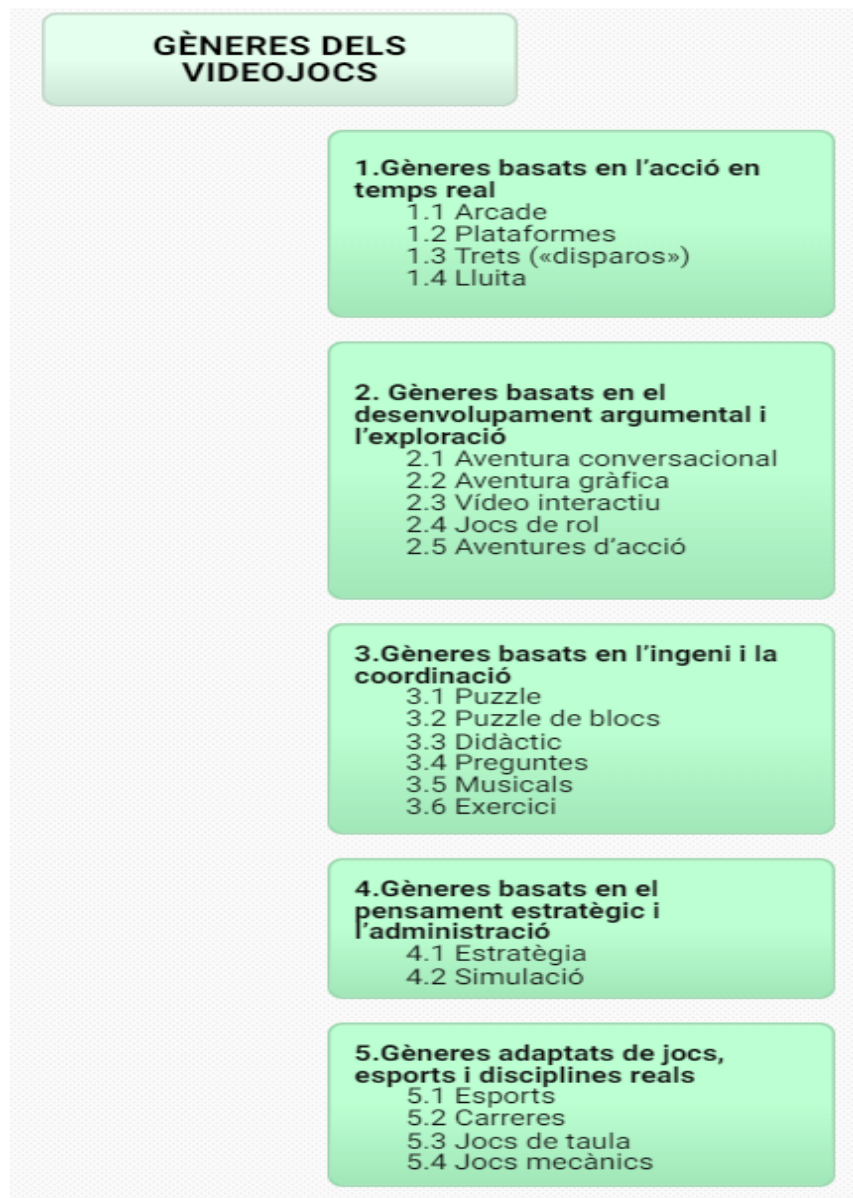 GÈNERES DELS
VIDEOJOCS
1.Gèneres basats en l’acció en
temps real
1.1 Arcade
1.2 Plataformes
1.3 Trets («disparos»)
1.4 Lluita
2. Gèneres basats en el
desenvolupament argumental i
l’exploració
2.1 Aventura conversacional
2.2 Aventura gràfica
2.3 Vídeo interactiu
2.4 Jocs de rol
2.5 Aventures d’acció
3.Gèneres basats en l’ingeni i la
coordinació
3.1 Puzzle
3.2 Puzzle de blocs
3.3 Didàctic
3.4 Preguntes
3.5 Musicals
3.6 Exercici
4.Gèneres basats en el
pensament estratègic i
l’administració
4.1 Estratègia
4.2 Simulació
5.Gèneres adaptats de jocs,
esports i disciplines reals
5.1 Esports
5.2 Carreres
5.3 Jocs de taula
5.4 Jocs mecànics